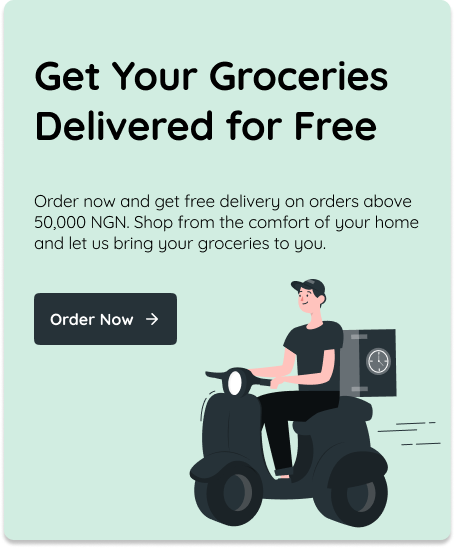 Get Your Groceries
Delivered for Free
Order now and get free delivery on orders above
50,000 NGN. Shop from the comfort of your home
and let us bring your groceries to you.
Order Now